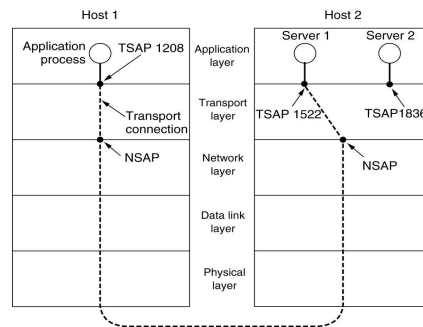 Host 1
Host 2
Application
process
TSAP 1208
Application
layer
Server 1
Server 2
Transport
connection
Transport
layer
TSAP 1522
TSAP1836
NSAP
Network
layer
NSAP
Data link
layer
Physical
layer